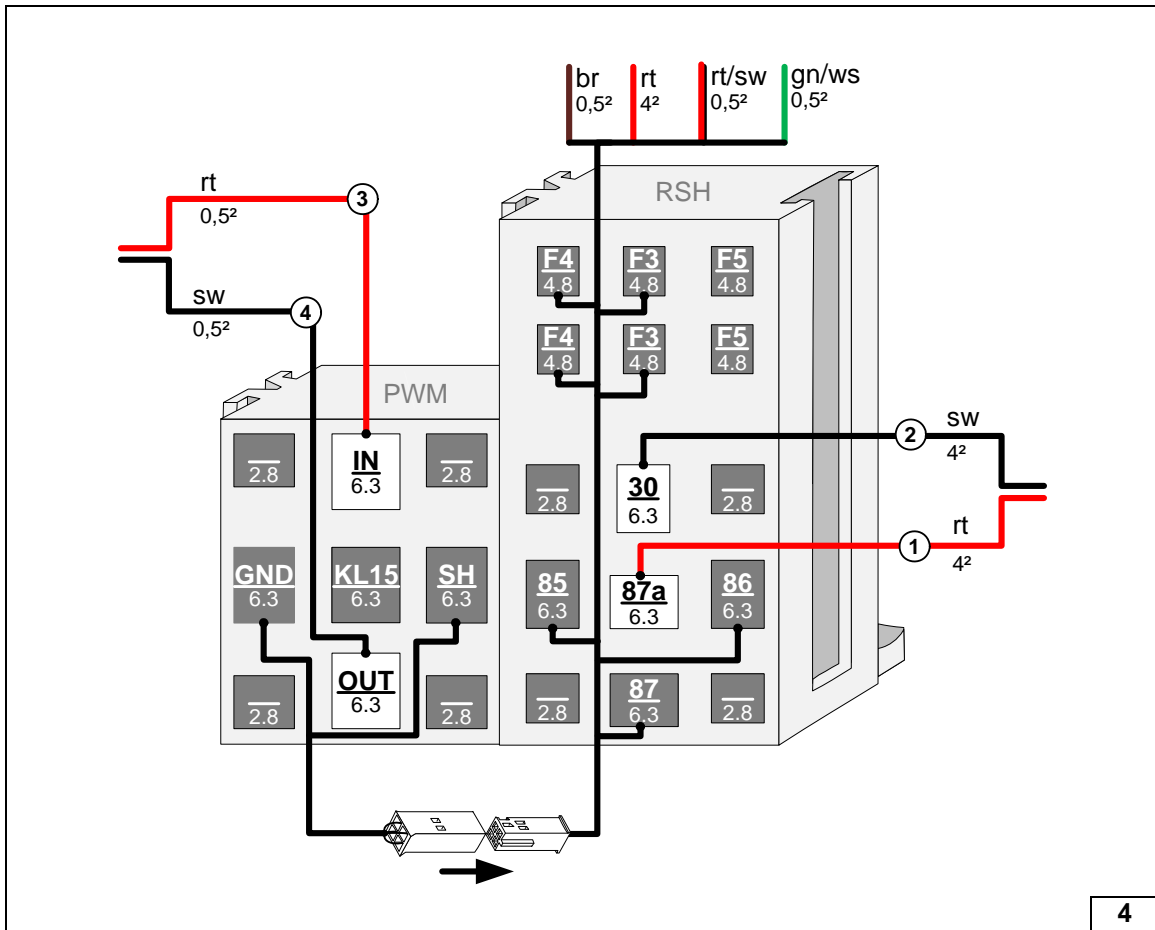 br rt rt/sw gn/ws
0,5² 4² 0,5² 0,5²
rt 3
0,5²
RSH
F4 F3 F5
4.8 4.8 4.8
sw 4
0,5²
F4 F3 F5
4.8 4.8 4.8
PWM
2 sw
4²
IN
2.8 6.3 2.8
30
2.8 6.3 2.8
1 rt
4²
GND KL15 SH
6.3 6.3 6.3
85 87a 86
6.3 6.3 6.3
OUT
2.8 6.3 2.8
87
2.8 6.3 2.8
4